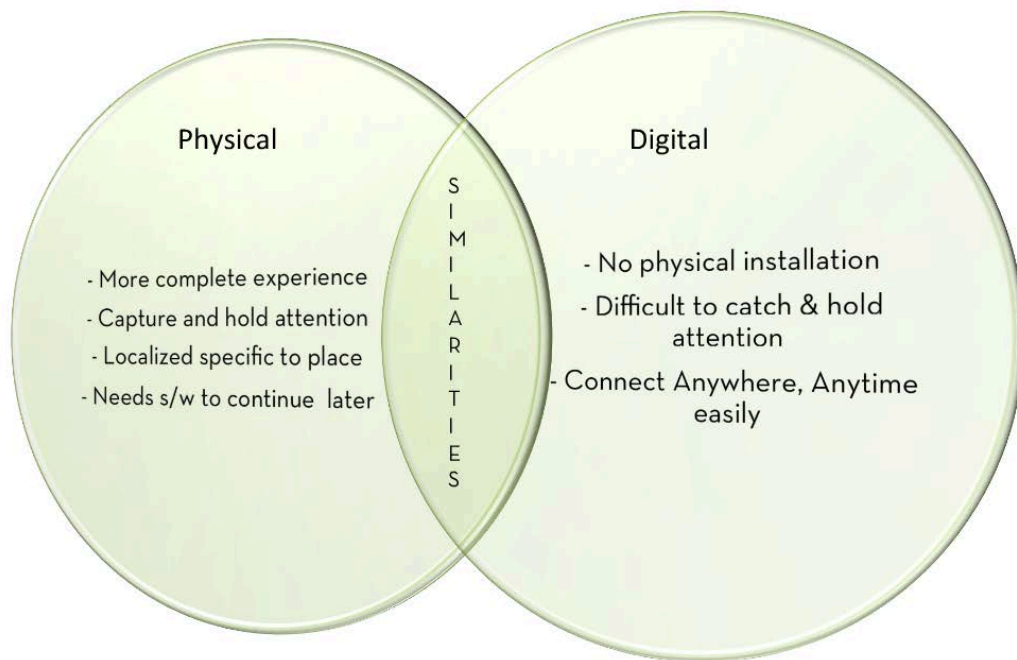 Physical
- More complete experience
- Capture and hold attention
- Localized specific to place
- Needs s/w to continue later
SIMILARITIES
Digital
- No physical installation
- Difficult to catch & hold
attention
- Connect Anywhere, Anytime
easily